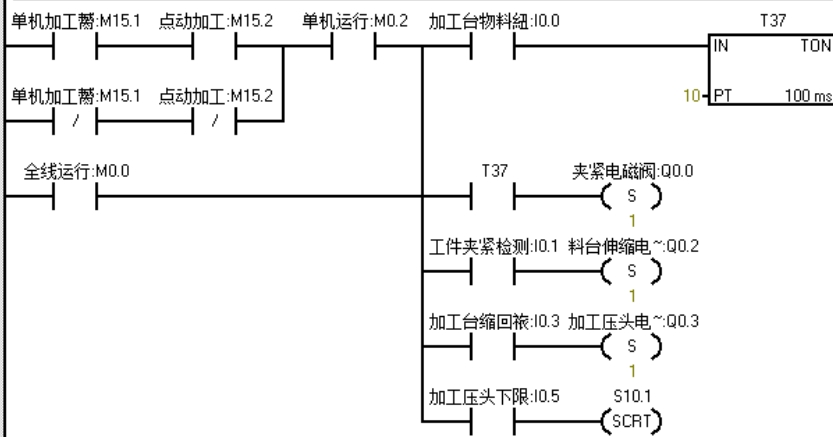 单机加工:M15.1 点动加工:M15.2 单机运行:M0.2 加工台物料:I0.0 T37
IN TON
单机加工:M15.1 点动加工:M15.2 10 PT 100 ms
/ /
全线运行:M0.0 T37 夹紧电磁阀:Q0.0
S
1
工件夹紧检测:I0.1 料台伸缩电~:Q0.2
S
1
加工台缩回:I0.3 加工压头电~:Q0.3
S
1
加工压头下限:I0.5 S10.1
SCRT